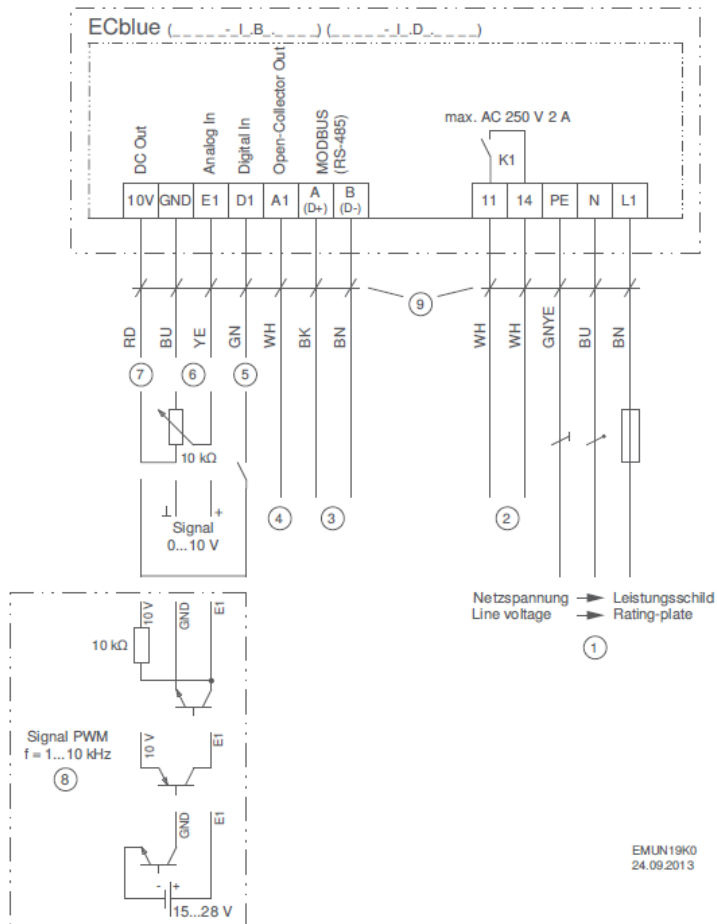 ECblue (_ _ _ _ _-_I_.B_._ _ _ _) (_ _ _ _ _-_I_.D_._ _ _ _)
DC Out
Analog In
Digital In
Open-Collector Out
MODBUS
(RS-485)
max. AC 250 V 2 A
K1
10V GND E1 D1 A1 A (D+) B (D-) 11 14 PE N L1
9
RD BU YE GN WH BK BN WH WH GNYE BU BN
7 6 5
10 kΩ
⊥ +
Signal
0...10 V
4 3 2
Netzspannung → Leistungsschild
Line voltage → Rating-plate
1
10 V GND E1
10 kΩ
Signal PWM
f = 1...10 kHz
8
10 V E1
GND E1
- +
15...28 V
EMUN19K0
24.09.2013